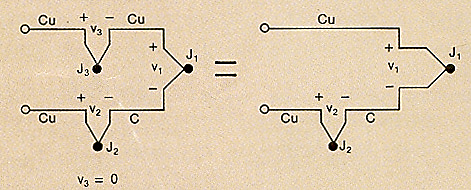 Cu + v₃ − Cu
J₃
+ v₁ − J₁
Cu + v₂ − C
J₂
v₃ = 0
=
Cu
+ v₁ − J₁
Cu + v₂ − C
J₂